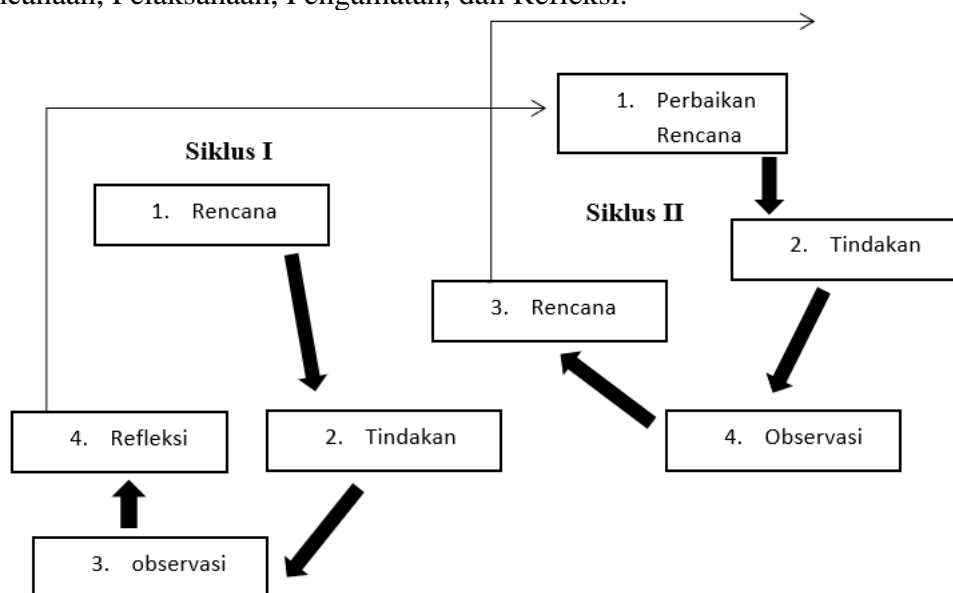 Pelaksanaan, Pengamatan, dan Refleksi.
Siklus I
1. Rencana
2. Tindakan
3. observasi
4. Refleksi
Siklus II
1. Perbaikan
Rencana
2. Tindakan
4. Observasi
3. Rencana